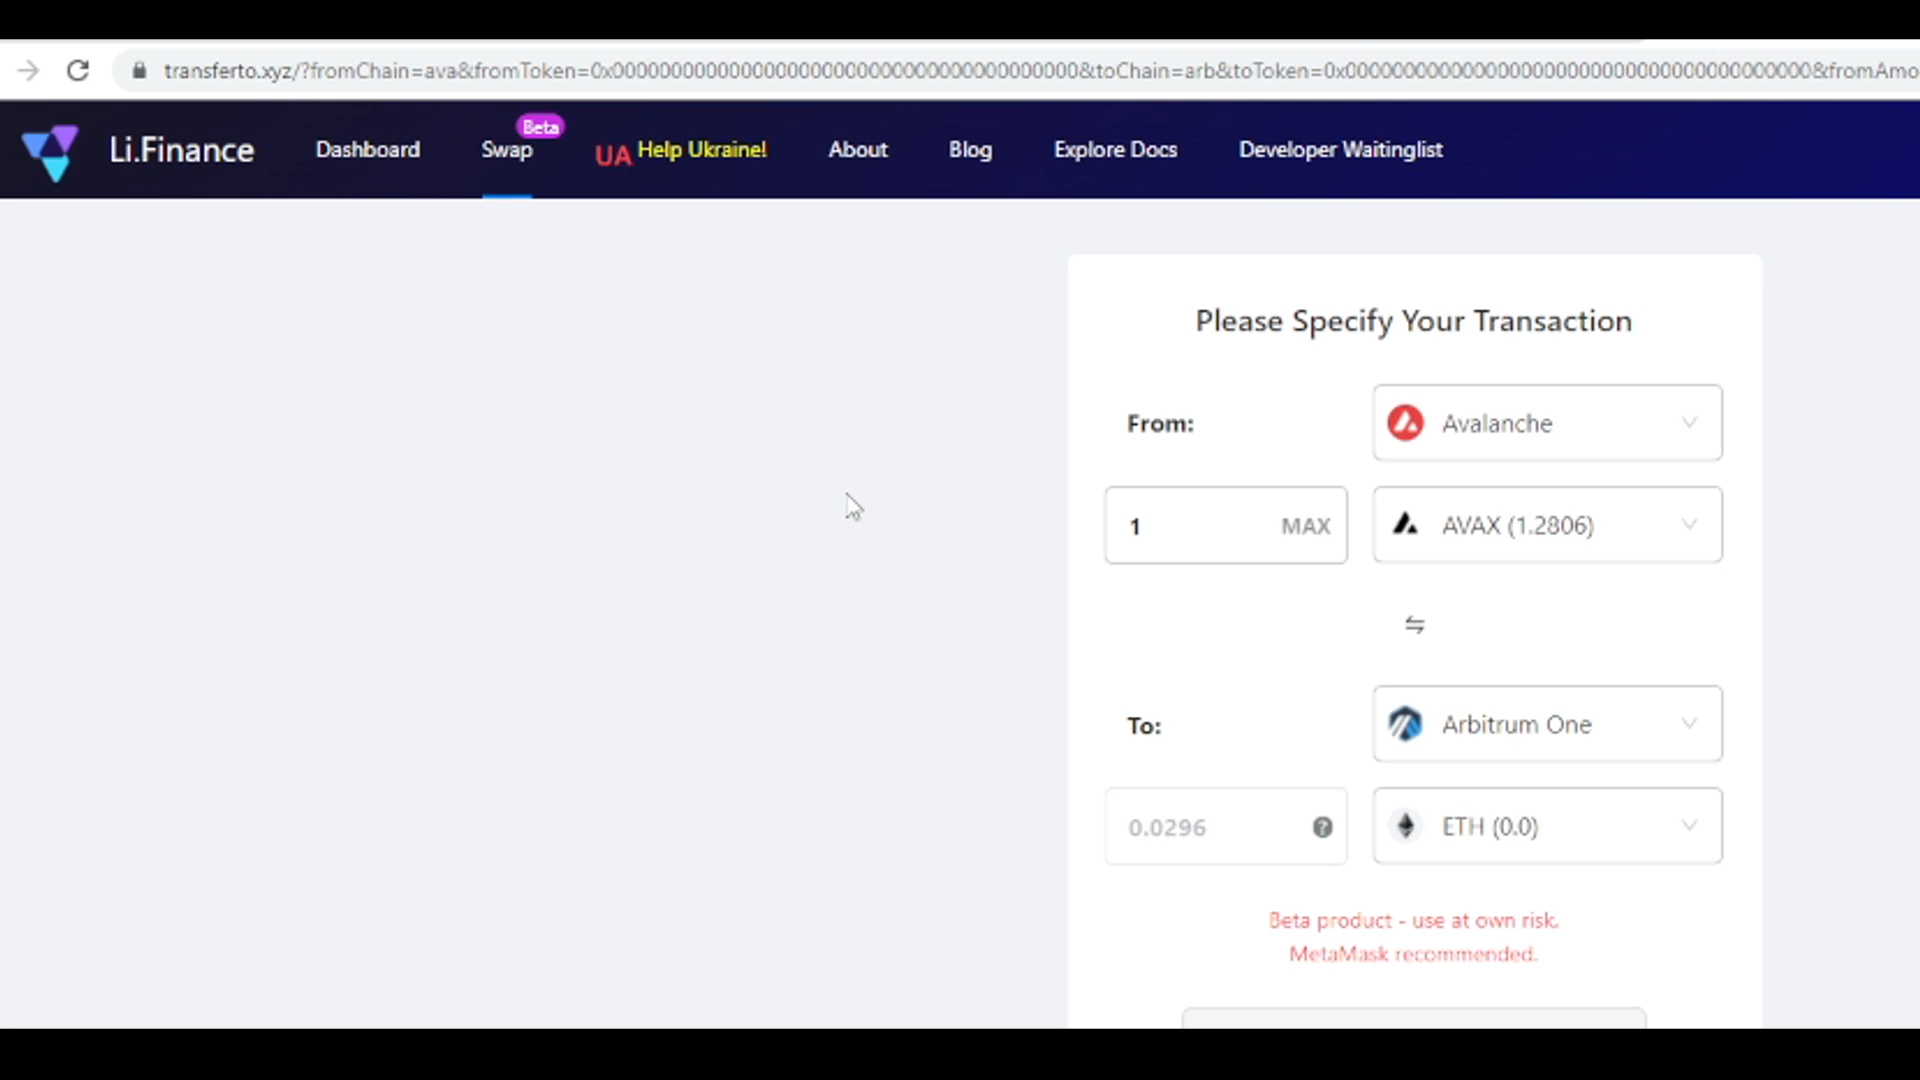 transferto.xyz/?fromChain=ava&fromToken=0x0000000000000000000000000000000000000000&toChain=arb&toToken=0x0000000000000000000000000000000000000000&fromAmo
Li.Finance
Dashboard
Swap
Beta
UA Help Ukraine!
About
Blog
Explore Docs
Developer Waitinglist
Please Specify Your Transaction
From:
Avalanche
1
MAX
AVAX (1.2806)
To:
Arbitrum One
0.0296
ETH (0.0)
Beta product - use at own risk.
MetaMask recommended.